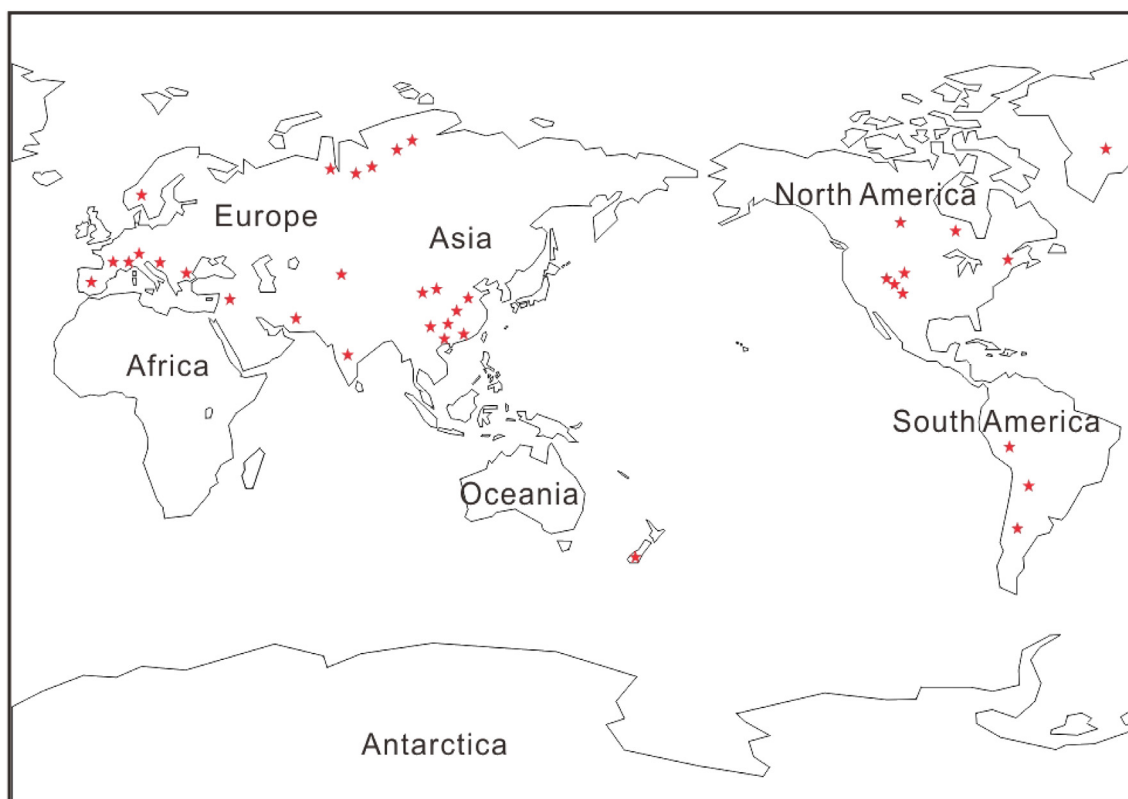 North America
Europe
Asia
Africa
South America
Oceania
Antarctica